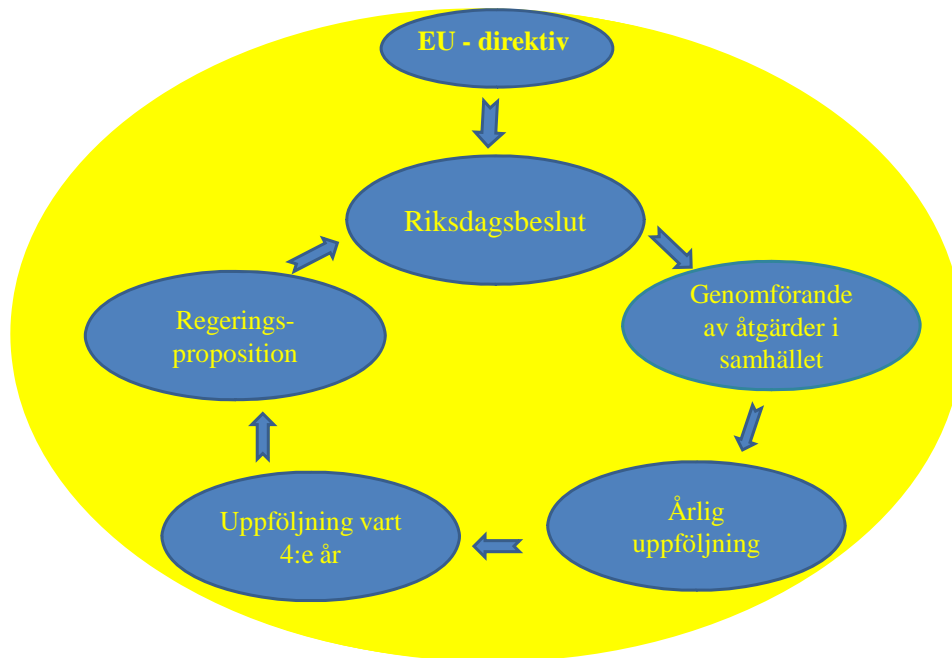 EU - direktiv
Riksdagsbeslut
Genomförande
av åtgärder i
samhället
Årlig
uppföljning
Uppföljning vart
4:e år
Regerings-
proposition